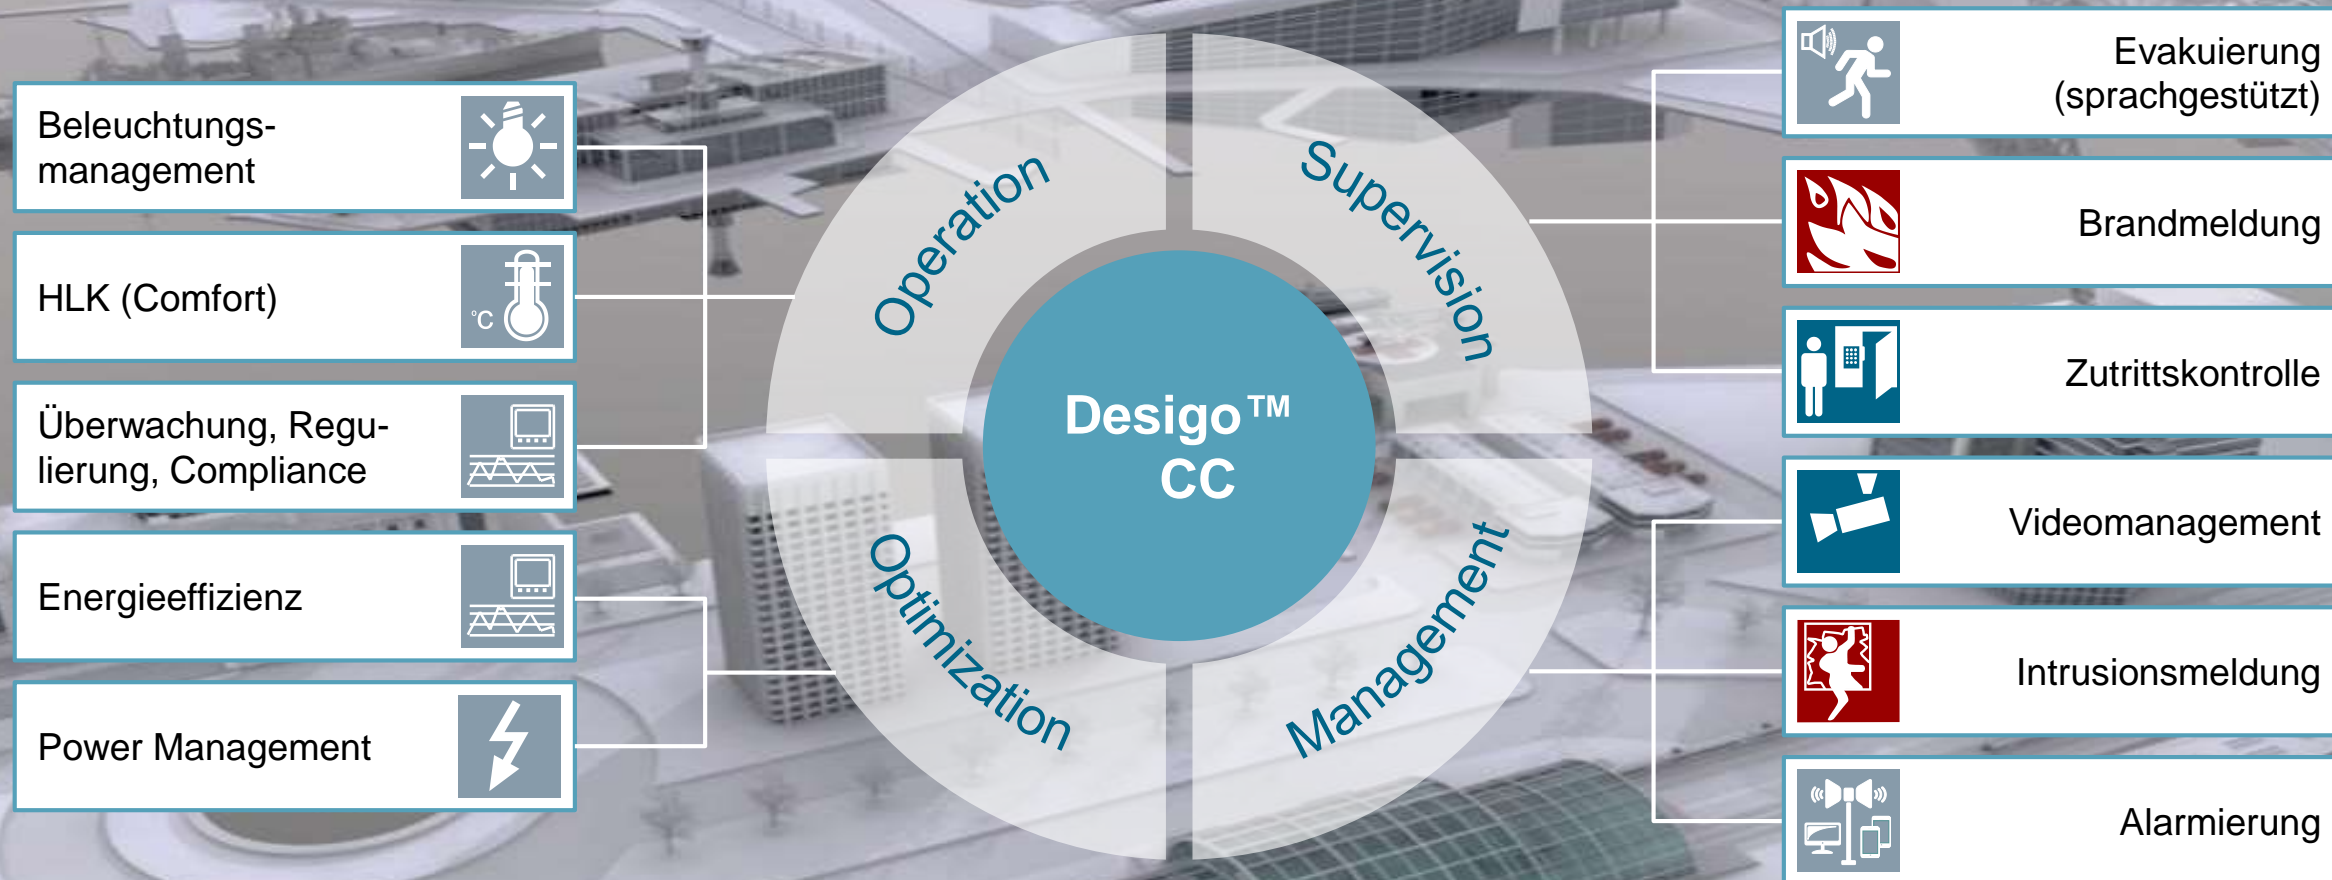 Beleuchtungs-
management
HLK (Comfort)
°C
Überwachung, Regu-
lierung, Compliance
Energieeffizienz
Power Management
Operation
Supervision
Desigo™
CC
Optimization
Management
Evakuierung
(sprachgestützt)
Brandmeldung
Zutrittskontrolle
Videomanagement
Intrusionsmeldung
Alarmierung